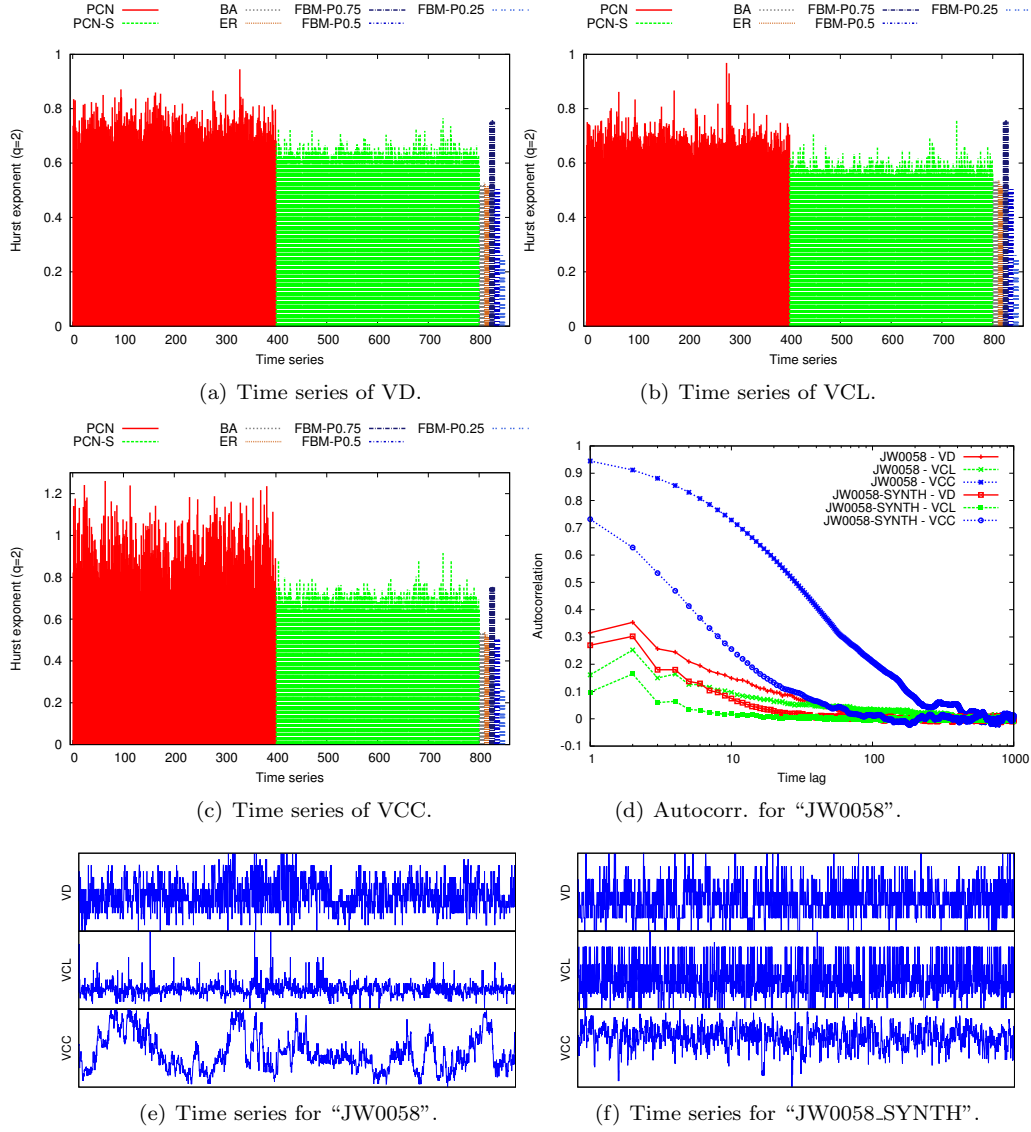 PCN BA FBM-P0.75 FBM-P0.25
PCN-S ER FBM-P0.5
1
0.8
0.6
0.4
0.2
0
Hurst exponent (q=2)
0 100 200 300 400 500 600 700 800
Time series
(a) Time series of VD.
PCN BA FBM-P0.75 FBM-P0.25
PCN-S ER FBM-P0.5
1
0.8
0.6
0.4
0.2
0
Hurst exponent (q=2)
0 100 200 300 400 500 600 700 800
Time series
(b) Time series of VCL.
PCN BA FBM-P0.75 FBM-P0.25
PCN-S ER FBM-P0.5
1.2
1
0.8
0.6
0.4
0.2
0
Hurst exponent (q=2)
0 100 200 300 400 500 600 700 800
Time series
(c) Time series of VCC.
1
0.9
0.8
0.7
0.6
0.5
0.4
0.3
0.2
0.1
0
-0.1
Autocorrelation
JW0058 - VD
JW0058 - VCL
JW0058 - VCC
JW0058-SYNTH - VD
JW0058-SYNTH - VCL
JW0058-SYNTH - VCC
1 10 100 1000
Time lag
(d) Autocorr. for “JW0058”.
VD
VCL
VCC
(e) Time series for “JW0058”.
VD
VCL
VCC
(f) Time series for “JW0058_SYNTH”.